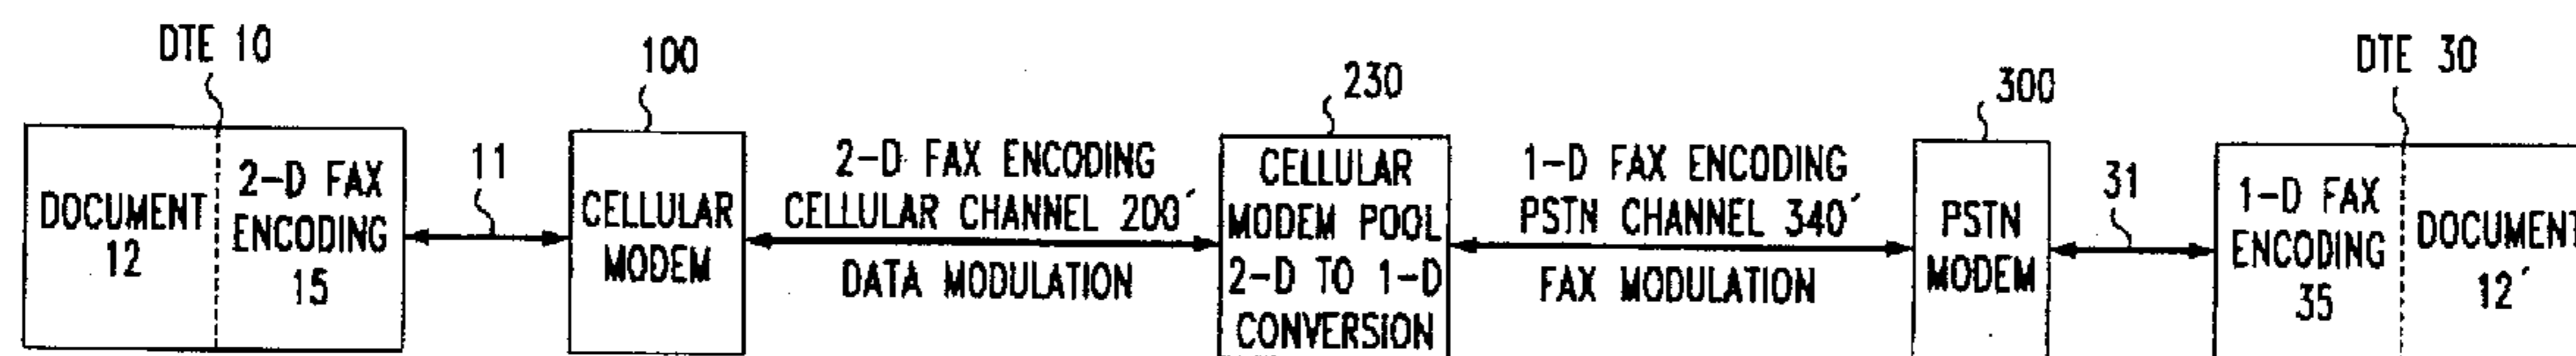 DTE 10
100
230
300
DTE 30
DOCUMENT
12
2-D FAX
ENCODING
15
11
CELLULAR
MODEM
2-D FAX ENCODING
CELLULAR CHANNEL 200´
DATA MODULATION
CELLULAR
MODEM POOL
2-D TO 1-D
CONVERSION
1-D FAX ENCODING
PSTN CHANNEL 340´
FAX MODULATION
PSTN
MODEM
31
1-D FAX
ENCODING
35
DOCUMENT
12´